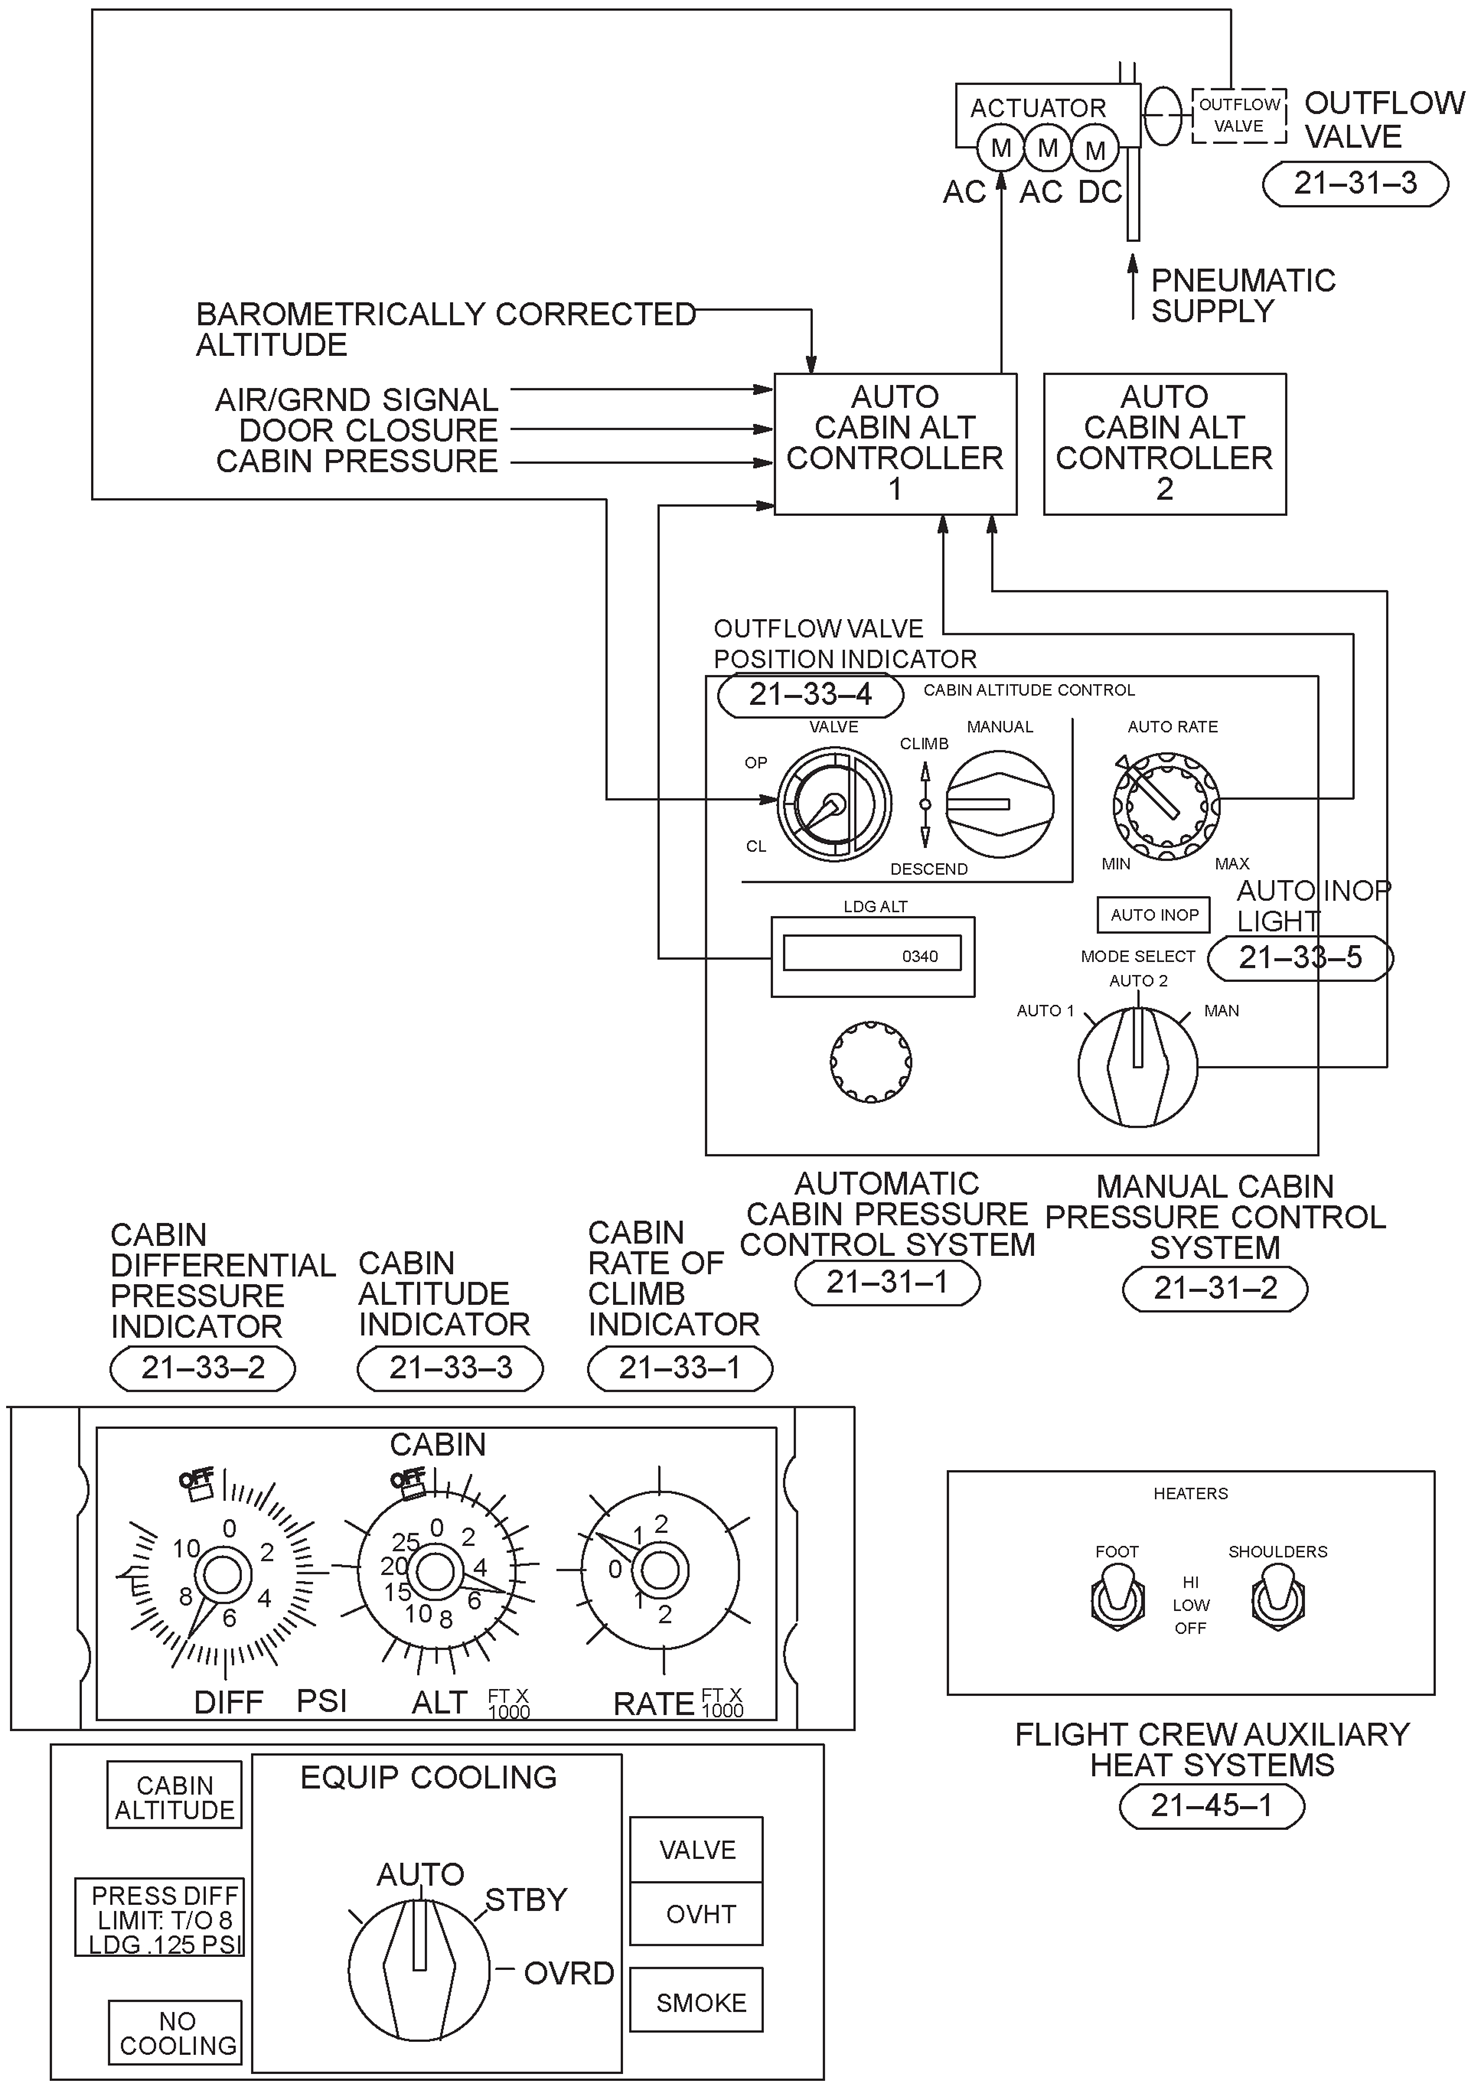 ACTUATOR
M M M
AC AC DC
OUTFLOW
VALVE
OUTFLOW
VALVE
21–31–3
PNEUMATIC
SUPPLY
BAROMETRICALLY CORRECTED
ALTITUDE
AIR/GRND SIGNAL
DOOR CLOSURE
CABIN PRESSURE
AUTO
CABIN ALT
CONTROLLER
1
AUTO
CABIN ALT
CONTROLLER
2
OUTFLOW VALVE
POSITION INDICATOR
21–33–4
CABIN ALTITUDE CONTROL
VALVE
OP
CL
CLIMB
MANUAL
DESCEND
AUTO RATE
MIN MAX
LDG ALT
0340
AUTO INOP
AUTO INOP
LIGHT
21–33–5
MODE SELECT
AUTO 2
AUTO 1
MAN
AUTOMATIC
CABIN PRESSURE
CONTROL SYSTEM
21–31–1
MANUAL CABIN
PRESSURE CONTROL
SYSTEM
21–31–2
CABIN
DIFFERENTIAL
PRESSURE
INDICATOR
21–33–2
CABIN
ALTITUDE
INDICATOR
21–33–3
CABIN
RATE OF
CLIMB
INDICATOR
21–33–1
CABIN
OFF
0
2
4
6
8
10
DIFF PSI
OFF
0
2
4
6
8
10
15
20
25
ALT FT X
1000
2
1
0
1
2
RATE FT X
1000
HEATERS
FOOT
SHOULDERS
HI
LOW
OFF
FLIGHT CREW AUXILIARY
HEAT SYSTEMS
21–45–1
CABIN
ALTITUDE
PRESS DIFF
LIMIT: T/O 8
LDG .125 PSI
NO
COOLING
EQUIP COOLING
AUTO
STBY
OVRD
VALVE
OVHT
SMOKE